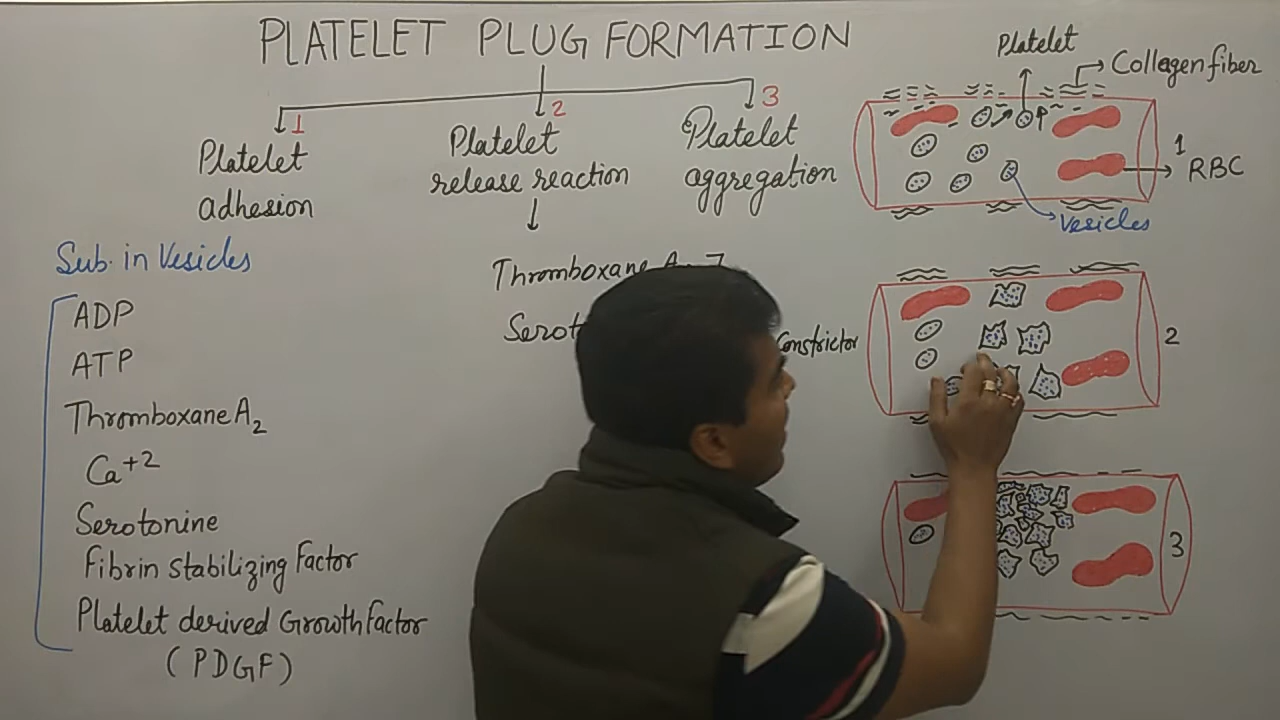 PLATELET PLUG FORMATION
1
Platelet
adhesion
2
Platelet
release reaction
3
Platelet
aggregation
Sub. in Vesicles
ADP
ATP
Thromboxane A2
Ca+2
Serotonine
Fibrin stabilizing Factor
Platelet derived Growth Factor
(PDGF)
Thromboxane A
Constrictor
Platelet
Collagen fiber
1
RBC
Vesicles
2
3